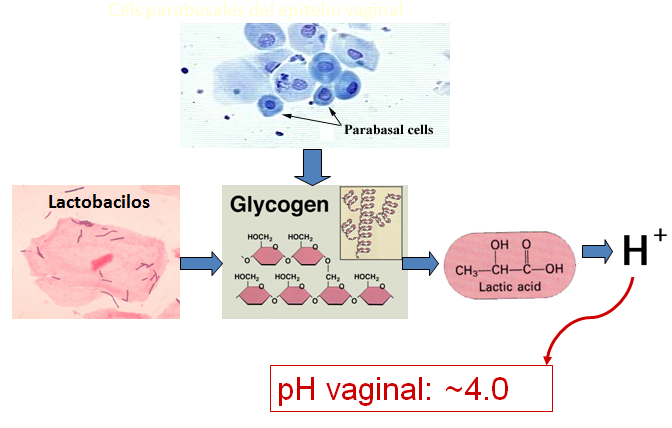 Céls parabasales del epitelio vaginal
Parabasal cells
Lactobacilos
Glycogen
HOCH₂ HOCH₂
O O
O O
HOCH₂ HOCH₂ CH₂ HOCH₂
O O O O
O O O O O
OH O
CH₃-CH-C-OH
Lactic acid
H⁺
pH vaginal: ~4.0